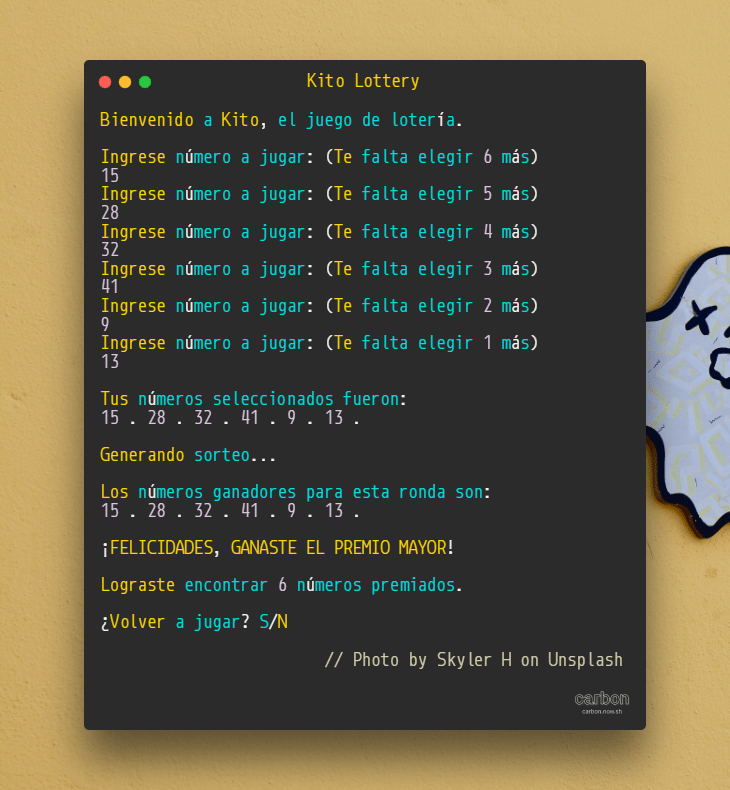 Kito Lottery
Bienvenido a Kito, el juego de lotería.
Ingrese número a jugar: (Te falta elegir 6 más)
15
Ingrese número a jugar: (Te falta elegir 5 más)
28
Ingrese número a jugar: (Te falta elegir 4 más)
32
Ingrese número a jugar: (Te falta elegir 3 más)
41
Ingrese número a jugar: (Te falta elegir 2 más)
9
Ingrese número a jugar: (Te falta elegir 1 más)
13
Tus números seleccionados fueron:
15 . 28 . 32 . 41 . 9 . 13 .
Generando sorteo...
Los números ganadores para esta ronda son:
15 . 28 . 32 . 41 . 9 . 13 .
¡FELICIDADES, GANASTE EL PREMIO MAYOR!
Lograste encontrar 6 números premiados.
¿Volver a jugar? S/N
// Photo by Skyler H on Unsplash
carbon
carbon.now.sh